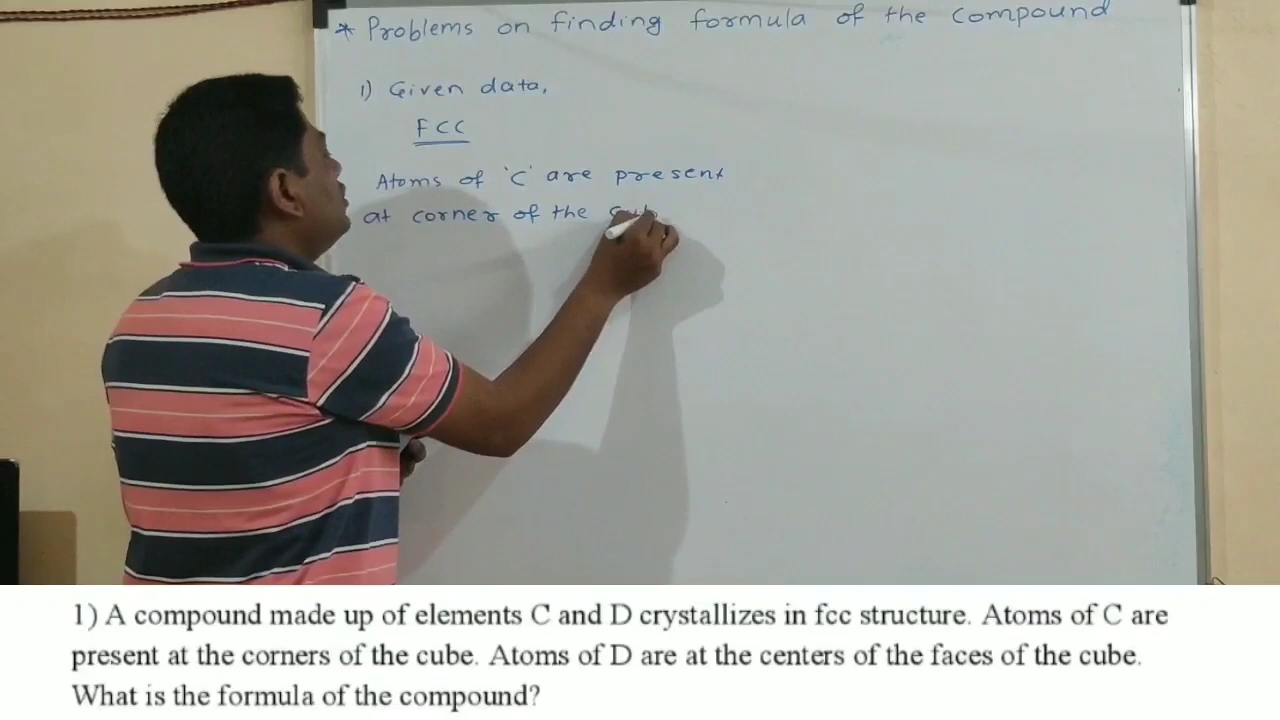 * Problems on finding formula of the compound
1) Given data,
FCC
Atoms of 'C' are present
at corner of the
1) A compound made up of elements C and D crystallizes in fcc structure. Atoms of C are
present at the corners of the cube. Atoms of D are at the centers of the faces of the cube.
What is the formula of the compound?